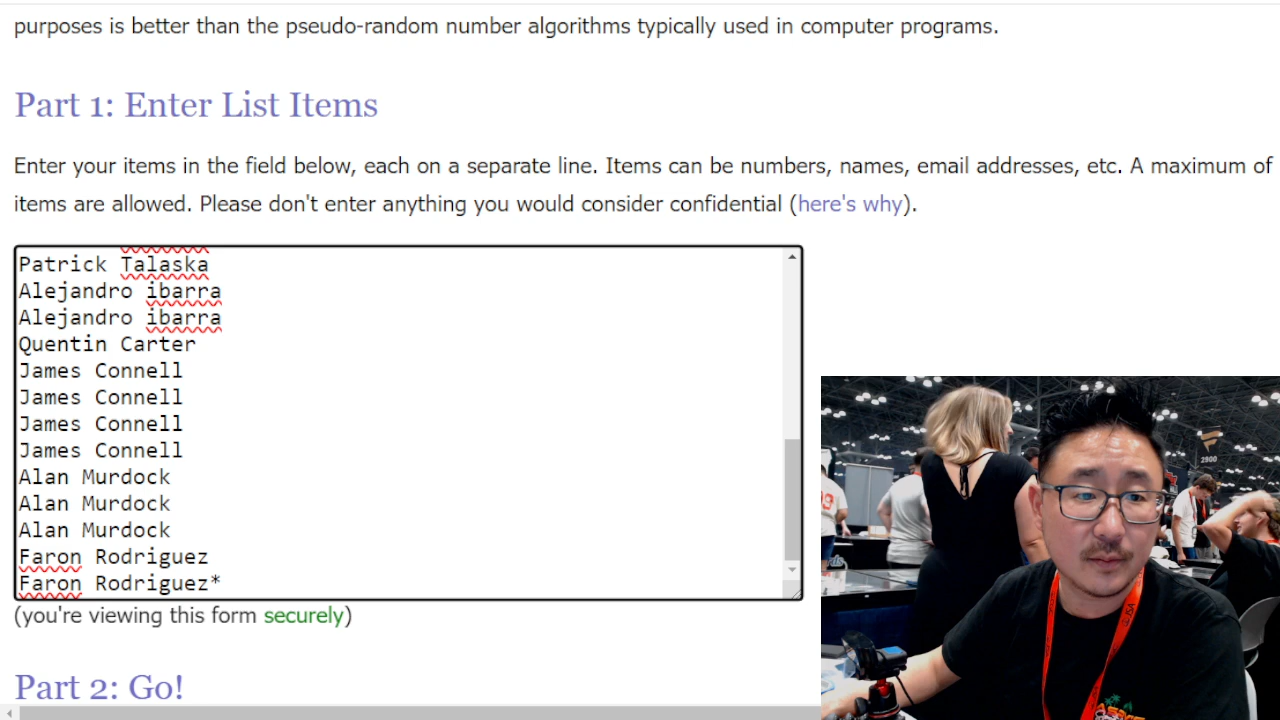 purposes is better than the pseudo-random number algorithms typically used in computer programs.
Part 1: Enter List Items
Enter your items in the field below, each on a separate line. Items can be numbers, names, email addresses, etc. A maximum of
items are allowed. Please don't enter anything you would consider confidential (here's why).
Patrick Talaska
Alejandro ibarra
Alejandro ibarra
Quentin Carter
James Connell
James Connell
James Connell
James Connell
Alan Murdock
Alan Murdock
Alan Murdock
Faron Rodriguez
Faron Rodriguez*
(you're viewing this form securely)
Part 2: Go!
2900